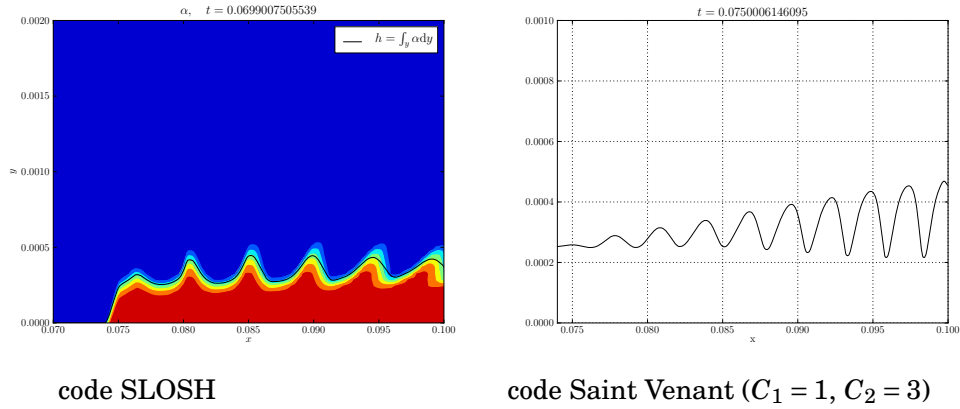 α, t = 0.0699007505539
0.0020
0.0015
0.0010
0.0005
0.0000
y
h = ∫_y αdy
0.070 0.075 0.080 0.085 0.090 0.095 0.100
x
code SLOSH
t = 0.0750006146095
0.0010
0.0008
0.0006
0.0004
0.0002
0.0000
0.075 0.080 0.085 0.090 0.095 0.100
x
code Saint Venant (C₁ = 1, C₂ = 3)